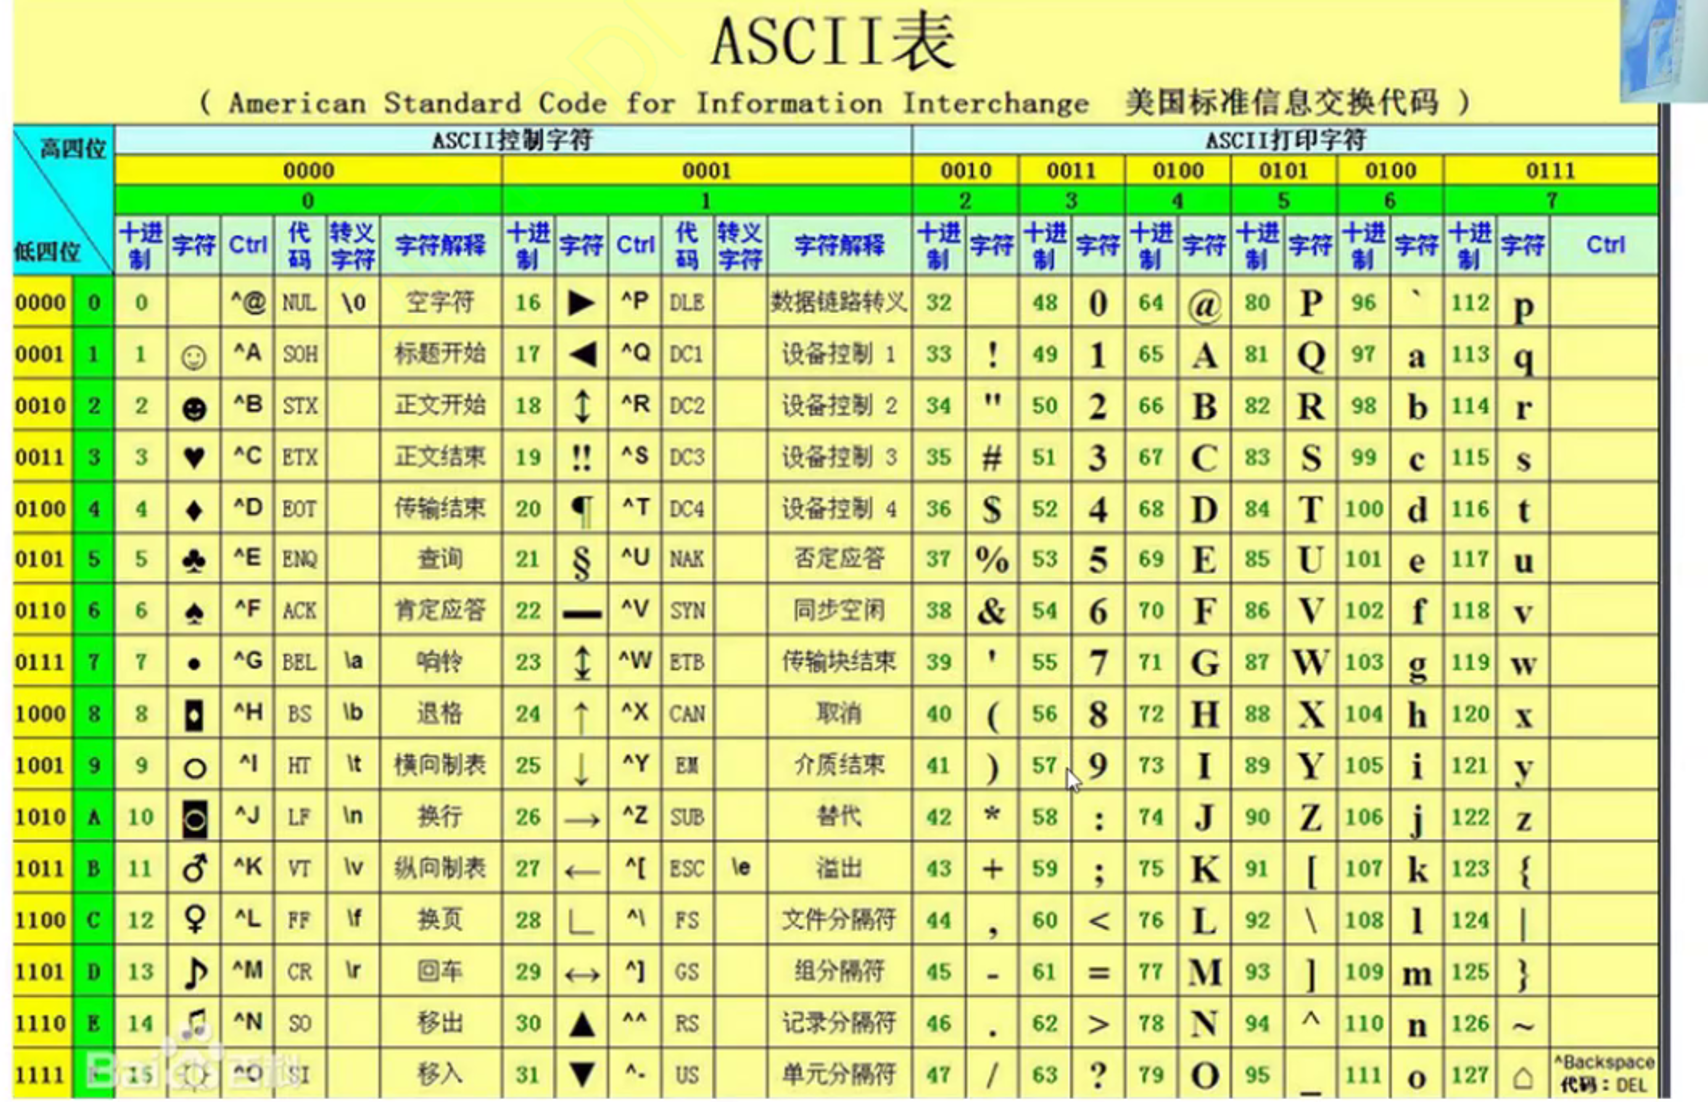 ASCII表
( American Standard Code for Information Interchange 美国标准信息交换代码 )
高四位 ASCII控制字符 ASCII打印字符
0000 0001 0010 0011 0100 0101 0100 0111
0 1 2 3 4 5 6 7
低四位 十进制 字符 Ctrl 代码 转义字符 字符解释 十进制 字符 Ctrl 代码 转义字符 字符解释 十进制 字符 十进制 字符 十进制 字符 十进制 字符 十进制 字符 十进制 字符 Ctrl
0000 0 0 ^@ NUL \0 空字符 16 ► ^P DLE 数据链路转义 32 48 0 64 @ 80 P 96 ` 112 p
0001 1 1 ☺ ^A SOH 标题开始 17 ◄ ^Q DC1 设备控制 1 33 ! 49 1 65 A 81 Q 97 a 113 q
0010 2 2 ☻ ^B STX 正文开始 18 ↕ ^R DC2 设备控制 2 34 " 50 2 66 B 82 R 98 b 114 r
0011 3 3 ♥ ^C ETX 正文结束 19 ‼ ^S DC3 设备控制 3 35 # 51 3 67 C 83 S 99 c 115 s
0100 4 4 ♦ ^D EOT 传输结束 20 ¶ ^T DC4 设备控制 4 36 $ 52 4 68 D 84 T 100 d 116 t
0101 5 5 ♣ ^E ENQ 查询 21 § ^U NAK 否定应答 37 % 53 5 69 E 85 U 101 e 117 u
0110 6 6 ♠ ^F ACK 肯定应答 22 ▬ ^V SYN 同步空闲 38 & 54 6 70 F 86 V 102 f 118 v
0111 7 7 • ^G BEL \a 响铃 23 ↨ ^W ETB 传输块结束 39 ' 55 7 71 G 87 W 103 g 119 w
1000 8 8 ◘ ^H BS \b 退格 24 ↑ ^X CAN 取消 40 ( 56 8 72 H 88 X 104 h 120 x
1001 9 9 ○ ^I HT \t 横向制表 25 ↓ ^Y EM 介质结束 41 ) 57 9 73 I 89 Y 105 i 121 y
1010 A 10 ◙ ^J LF \n 换行 26 → ^Z SUB 替代 42 * 58 : 74 J 90 Z 106 j 122 z
1011 B 11 ♂ ^K VT \v 纵向制表 27 ← ^[ ESC \e 溢出 43 + 59 ; 75 K 91 [ 107 k 123 {
1100 C 12 ♀ ^L FF \f 换页 28 ∟ ^\ FS 文件分隔符 44 , 60 < 76 L 92 \ 108 l 124 |
1101 D 13 ♪ ^M CR \r 回车 29 ↔ ^] GS 组分隔符 45 - 61 = 77 M 93 ] 109 m 125 }
1110 E 14 ♫ ^N SO 移出 30 ▲ ^^ RS 记录分隔符 46 . 62 > 78 N 94 ^ 110 n 126 ~
1111 15 ☼ ^O SI 移入 31 ▼ ^- US 单元分隔符 47 / 63 ? 79 O 95 _ 111 o 127 ⌂ ^Backspace 代码：DEL
Bai 百科